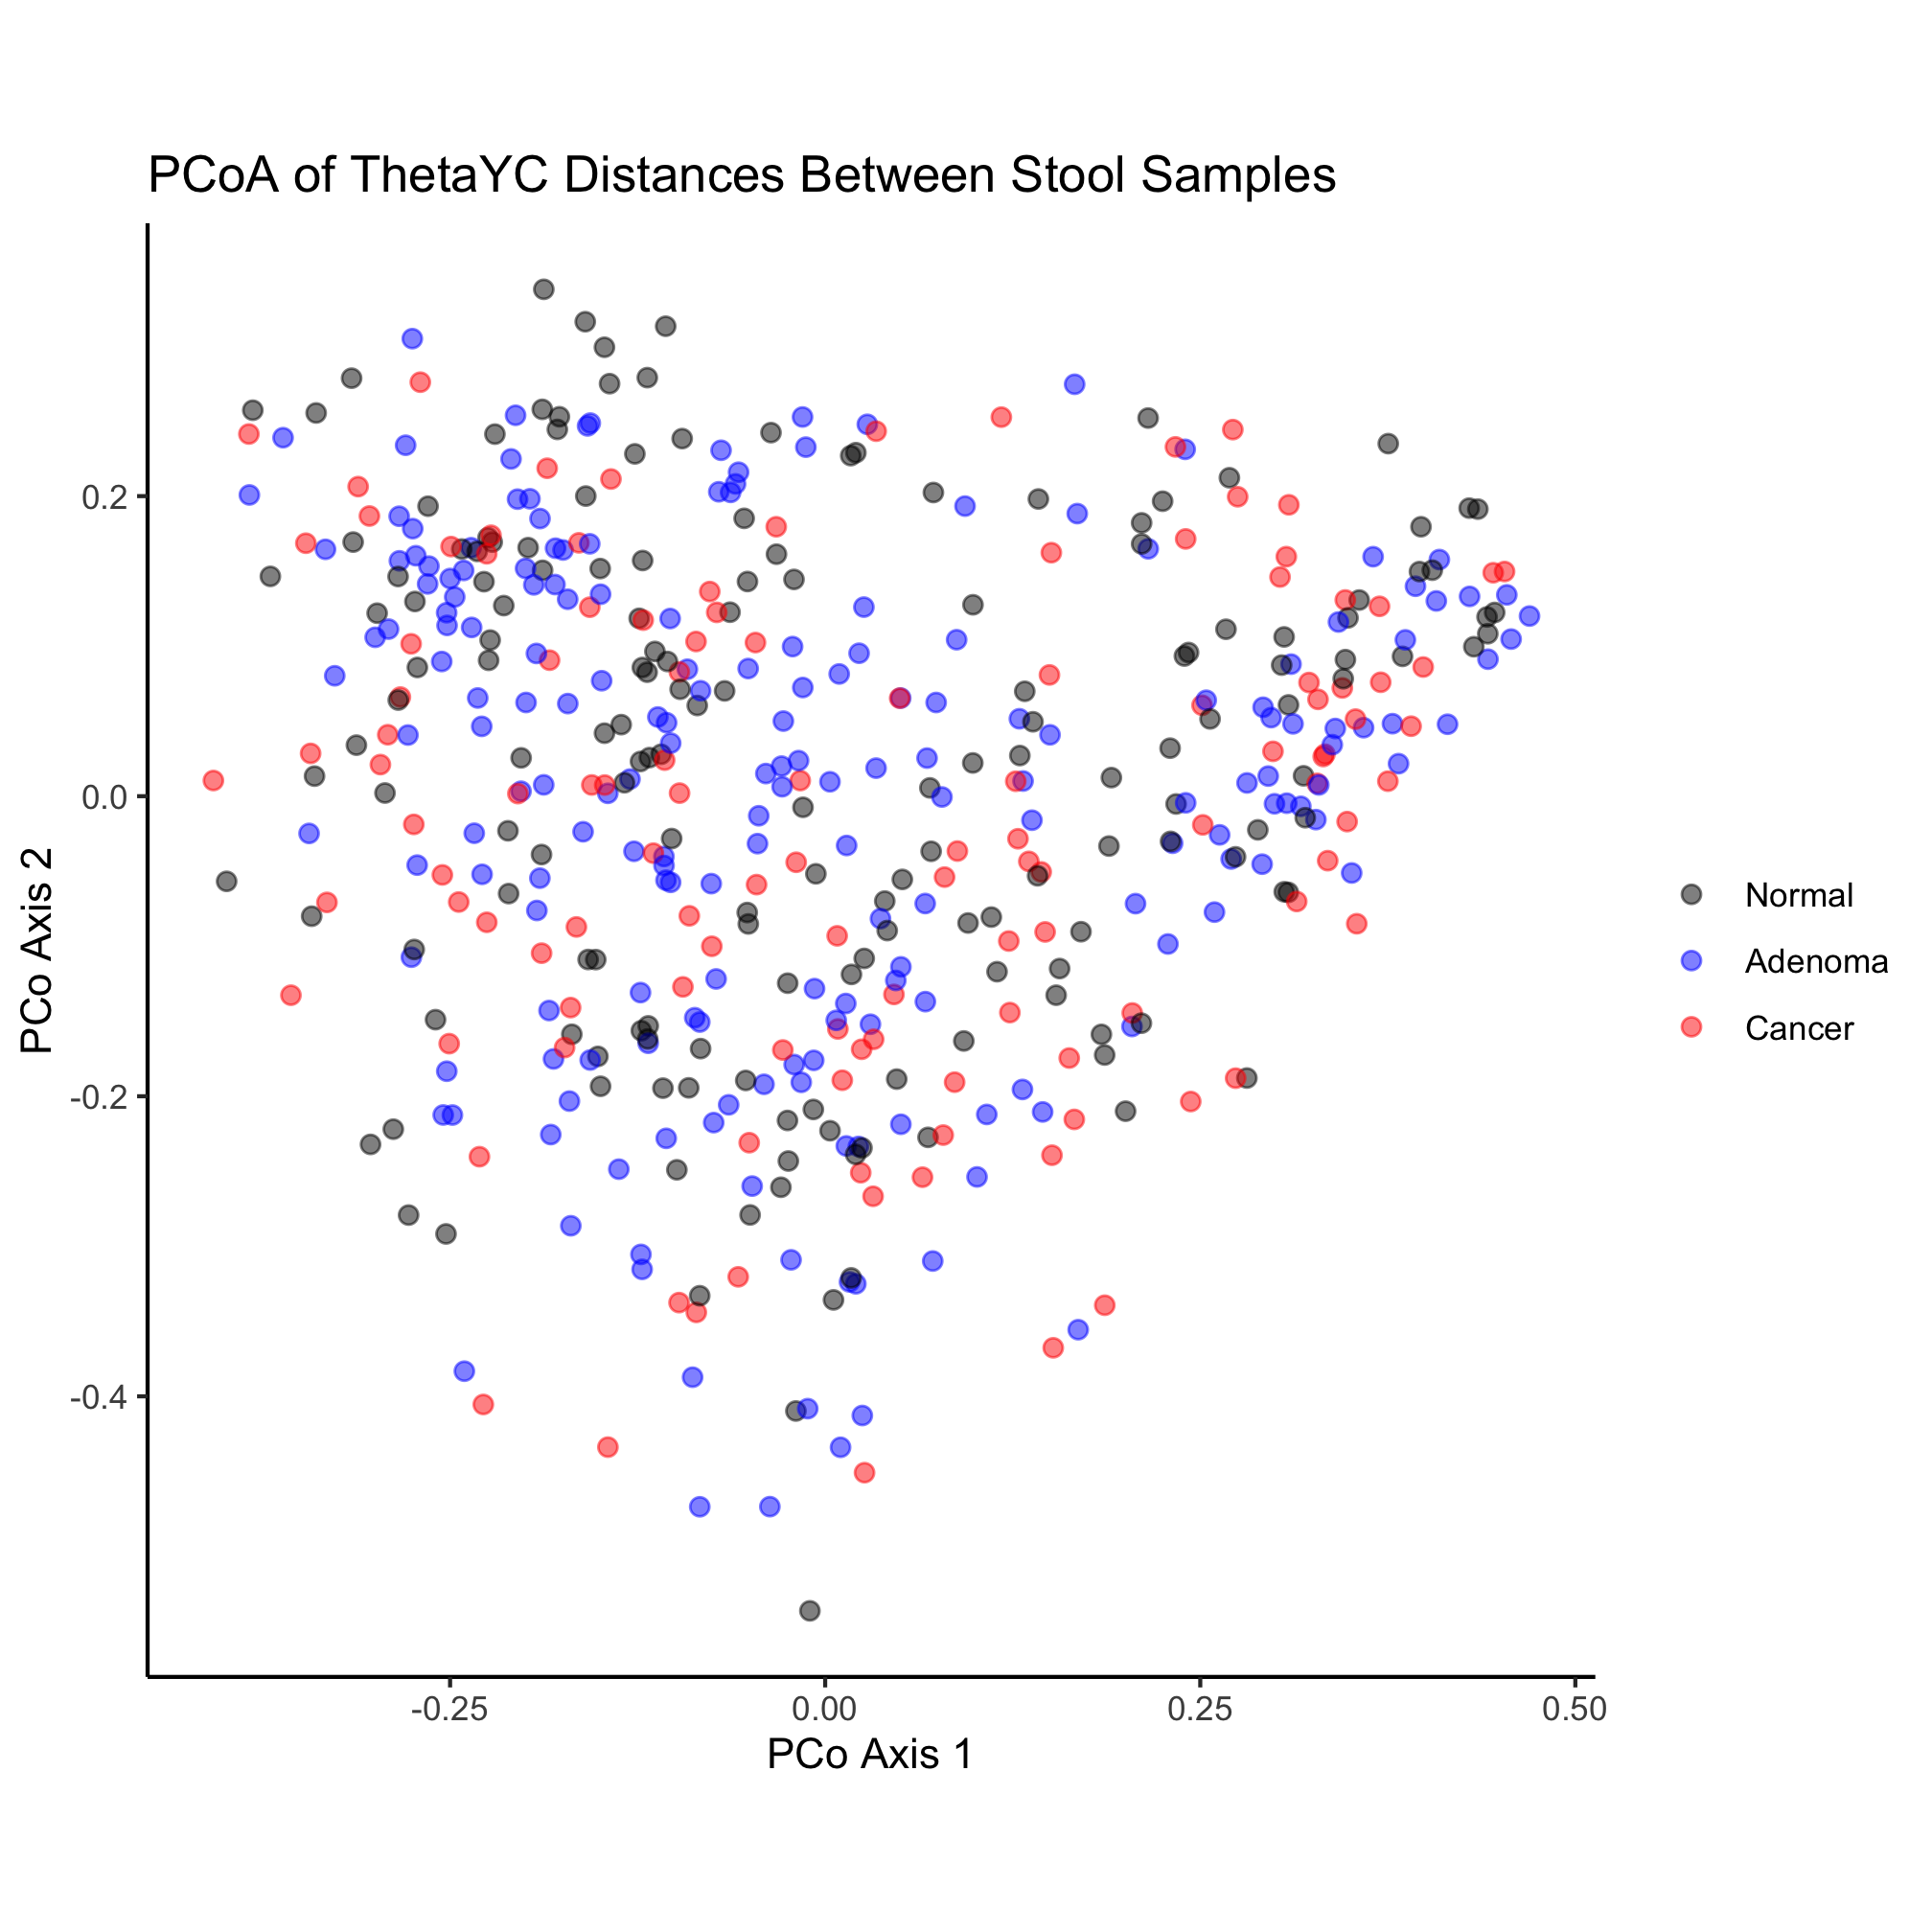 PCoA of ThetaYC Distances Between Stool Samples
0.2
0.0
-0.2
-0.4
PCo Axis 2
-0.25
0.00
0.25
0.50
PCo Axis 1
Normal
Adenoma
Cancer